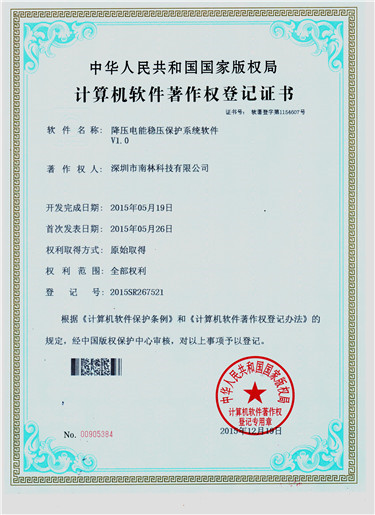 中华人民共和国国家版权局
计算机软件著作权登记证书
证书号： 软著登字第1154607号
软件名称： 降压电能稳压保护系统软件
V1.0
著作权人： 深圳市南林科技有限公司
开发完成日期： 2015年05月19日
首次发表日期： 2015年05月26日
权利取得方式： 原始取得
权利范围： 全部权利
登记号： 2015SR267521
根据《计算机软件保护条例》和《计算机软件著作权登记办法》的
规定，经中国版权保护中心审核，对以上事项予以登记。
中华人民共和国国家版权局
计算机软件著作权
登记专用章
No. 00905384
2015年12月19日